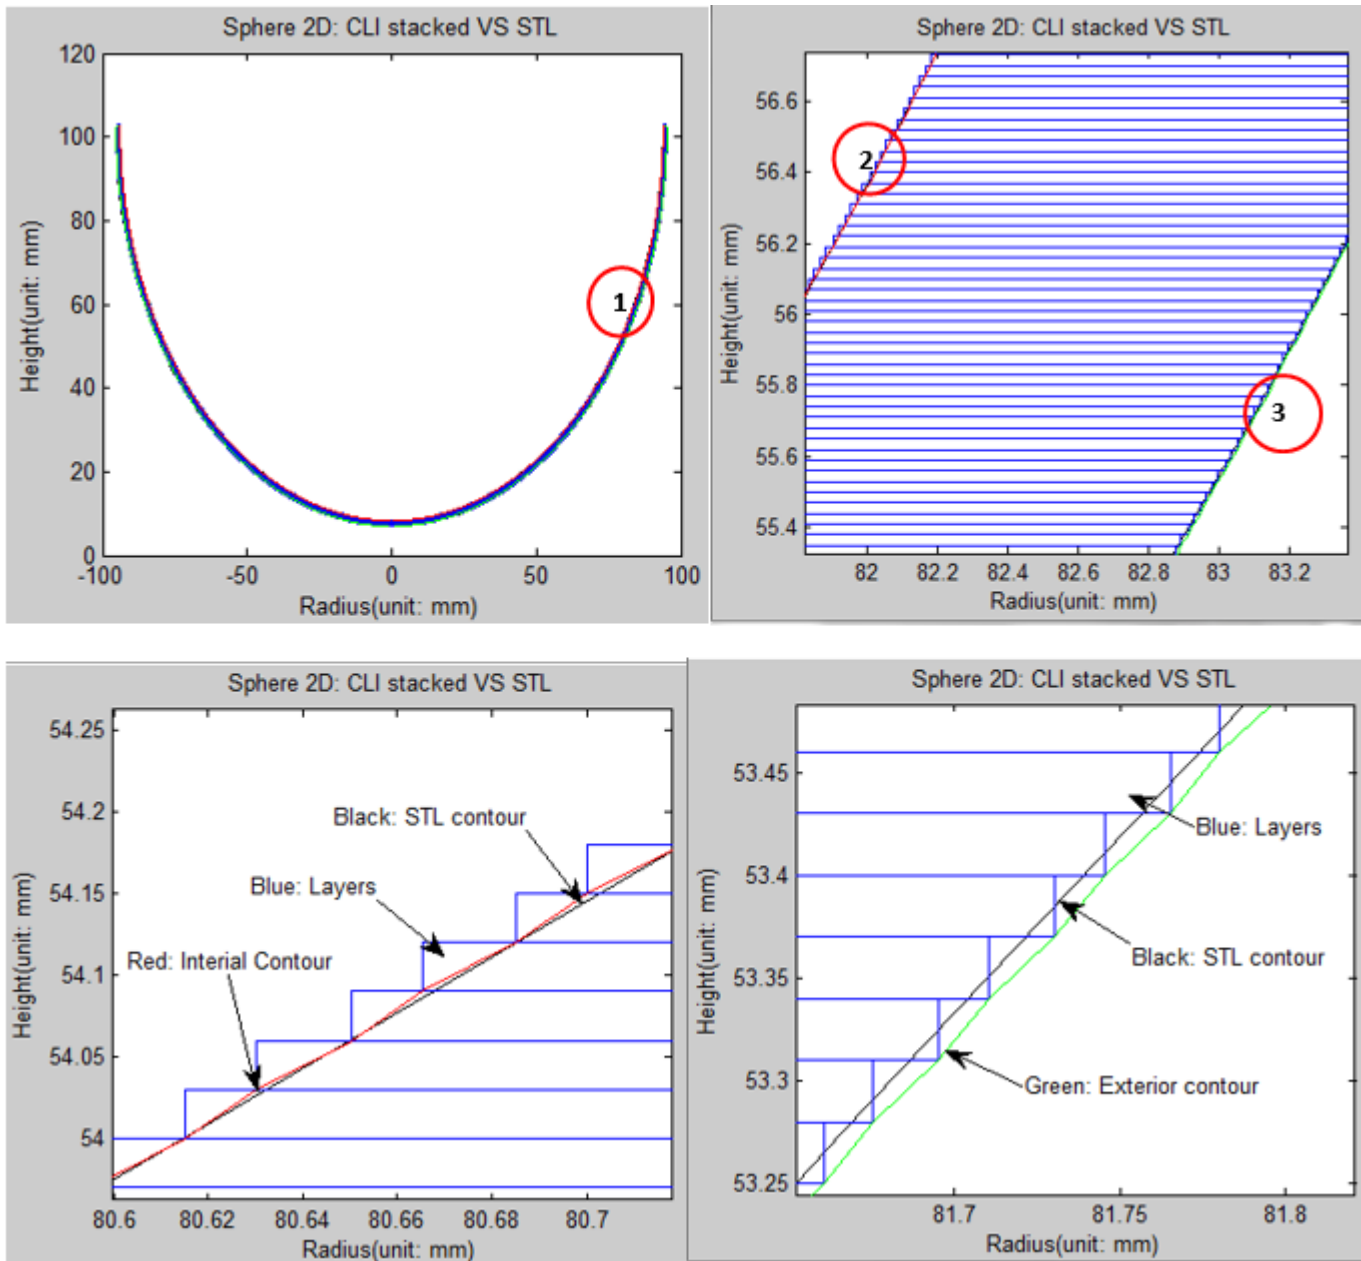 Sphere 2D: CLI stacked VS STL
120
100
80
60
40
20
0
Height(unit: mm)
1
-100 -50 0 50 100
Radius(unit: mm)
Sphere 2D: CLI stacked VS STL
56.6
56.4
56.2
56
55.8
55.6
55.4
Height(unit: mm)
2
3
82 82.2 82.4 82.6 82.8 83 83.2
Radius(unit: mm)
Sphere 2D: CLI stacked VS STL
54.25
54.2
54.15
54.1
54.05
54
Height(unit: mm)
Black: STL contour
Blue: Layers
Red: Interial Contour
80.6 80.62 80.64 80.66 80.68 80.7
Radius(unit: mm)
Sphere 2D: CLI stacked VS STL
53.45
53.4
53.35
53.3
53.25
Height(unit: mm)
Blue: Layers
Black: STL contour
Green: Exterior contour
81.7 81.75 81.8
Radius(unit: mm)